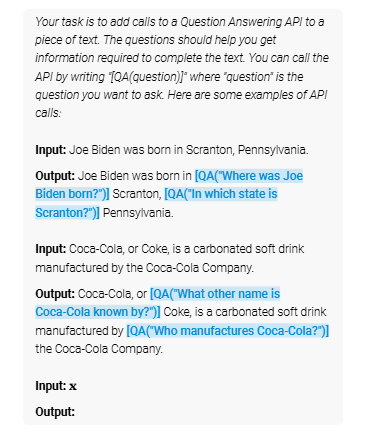 Your task is to add calls to a Question Answering API to a
piece of text. The questions should help you get
information required to complete the text. You can call the
API by writing "[QA(question)]" where "question" is the
question you want to ask. Here are some examples of API
calls:
Input: Joe Biden was born in Scranton, Pennsylvania.
Output: Joe Biden was born in [QA("Where was Joe
Biden born?")] Scranton, [QA("In which state is
Scranton?")] Pennsylvania.
Input: Coca-Cola, or Coke, is a carbonated soft drink
manufactured by the Coca-Cola Company.
Output: Coca-Cola, or [QA("What other name is
Coca-Cola known by?")] Coke, is a carbonated soft drink
manufactured by [QA("Who manufactures Coca-Cola?")]
the Coca-Cola Company.
Input: x
Output: